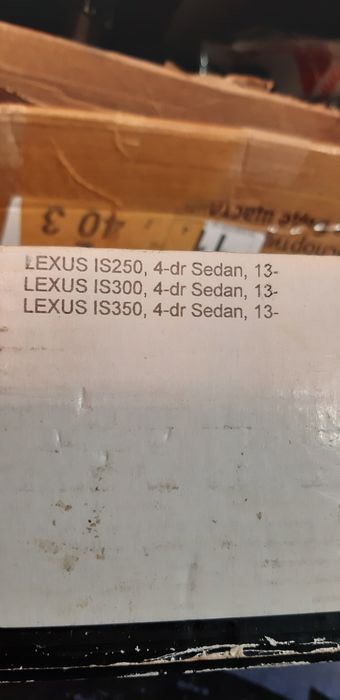 LEXUS IS250, 4-dr Sedan, 13-
LEXUS IS300, 4-dr Sedan, 13-
LEXUS IS350, 4-dr Sedan, 13-